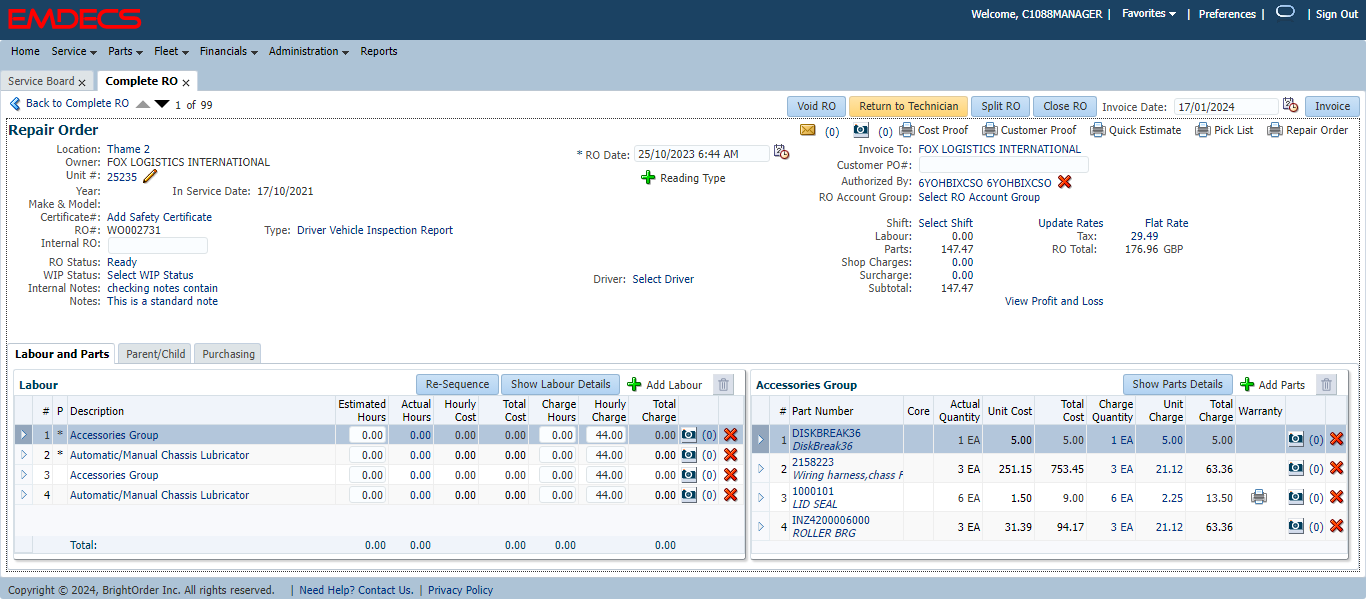 EMDECS
Welcome, C1088MANAGER | Favorites | Preferences | | Sign Out
Home Service Parts Fleet Financials Administration Reports
Service Board x Complete RO x
Back to Complete RO 1 of 99
Void RO Return to Technician Split RO Close RO Invoice Date: 17/01/2024 Invoice
Repair Order
(0) (0) Cost Proof Customer Proof Quick Estimate Pick List Repair Order
Location: Thame 2
Owner: FOX LOGISTICS INTERNATIONAL
Unit #: 25235
Year: In Service Date: 17/10/2021
Make & Model:
Certificate#: Add Safety Certificate
RO#: WO002731 Type: Driver Vehicle Inspection Report
Internal RO:
RO Status: Ready
WIP Status: Select WIP Status
Internal Notes: checking notes contain
Notes: This is a standard note
* RO Date: 25/10/2023 6:44 AM
Reading Type
Driver: Select Driver
Invoice To: FOX LOGISTICS INTERNATIONAL
Customer PO#:
Authorized By: 6YOHBIXCSO 6YOHBIXCSO
RO Account Group: Select RO Account Group
Shift: Select Shift Update Rates Flat Rate
Labour: 0.00 Tax: 29.49
Parts: 147.47 RO Total: 176.96 GBP
Shop Charges: 0.00
Surcharge: 0.00
Subtotal: 147.47
View Profit and Loss
Labour and Parts Parent/Child Purchasing
Labour Re-Sequence Show Labour Details Add Labour
# P Description Estimated Hours Actual Hours Hourly Cost Total Cost Charge Hours Hourly Charge Total Charge
1 * Accessories Group 0.00 0.00 0.00 0.00 0.00 44.00 0.00 (0)
2 * Automatic/Manual Chassis Lubricator 0.00 0.00 0.00 0.00 0.00 44.00 0.00 (0)
3 Accessories Group 0.00 0.00 0.00 0.00 0.00 44.00 0.00 (0)
4 Automatic/Manual Chassis Lubricator 0.00 0.00 0.00 0.00 0.00 44.00 0.00 (0)
Total: 0.00 0.00 0.00 0.00 0.00
Accessories Group Show Parts Details Add Parts
# Part Number Core Actual Quantity Unit Cost Total Cost Charge Quantity Unit Charge Total Charge Warranty
1 DISKBREAK36 1 EA 5.00 5.00 1 EA 5.00 5.00 (0)
DiskBreak36
2 2158223 3 EA 251.15 753.45 3 EA 21.12 63.36 (0)
Wiring harness,chass F
3 1000101 6 EA 1.50 9.00 6 EA 2.25 13.50 (0)
LID SEAL
4 INZ4200006000 3 EA 31.39 94.17 3 EA 21.12 63.36 (0)
ROLLER BRG
Copyright © 2024, BrightOrder Inc. All rights reserved. | Need Help? Contact Us. | Privacy Policy